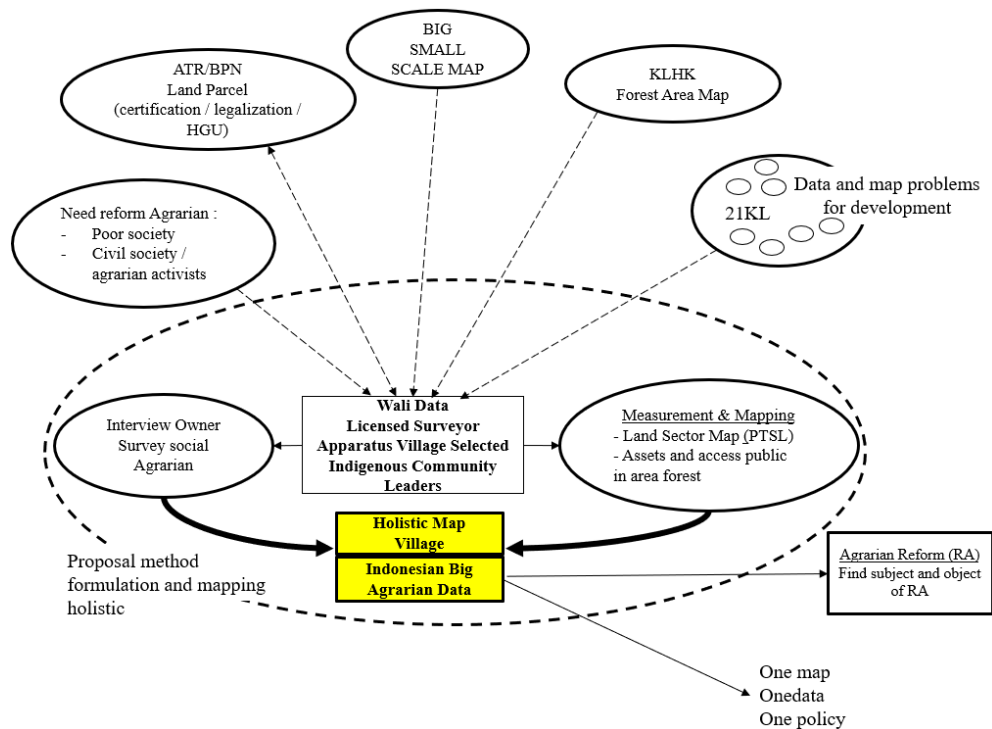 BIG
SMALL
SCALE MAP
ATR/BPN
Land Parcel
(certification / legalization /
HGU)
KLHK
Forest Area Map
Data and map problems
for development
21KL
Need reform Agrarian :
- Poor society
- Civil society /
agrarian activists
Interview Owner
Survey social
Agrarian
Wali Data
Licensed Surveyor
Apparatus Village Selected
Indigenous Community
Leaders
Measurement & Mapping
- Land Sector Map (PTSL)
- Assets and access public
in area forest
Holistic Map
Village
Indonesian Big
Agrarian Data
Proposal method
formulation and mapping
holistic
Agrarian Reform (RA)
Find subject and object
of RA
One map
Onedata
One policy